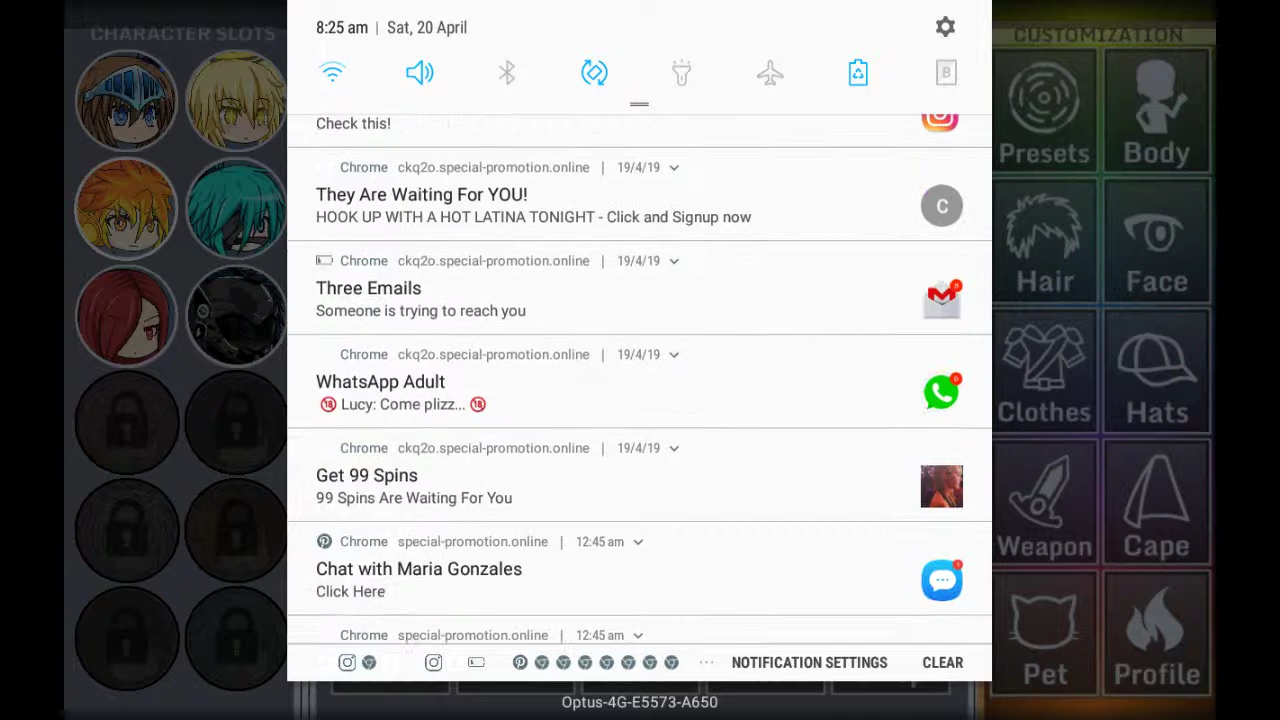 CHARACTER SLOTS
8:25 am | Sat, 20 April
CUSTOMIZATION
B
Check this!
Chrome ckq2o.special-promotion.online | 19/4/19
They Are Waiting For YOU!
HOOK UP WITH A HOT LATINA TONIGHT - Click and Signup now
C
Chrome ckq2o.special-promotion.online | 19/4/19
Three Emails
Someone is trying to reach you
Chrome ckq2o.special-promotion.online | 19/4/19
WhatsApp Adult
🔞 Lucy: Come plizz... 🔞
Chrome ckq2o.special-promotion.online | 19/4/19
Get 99 Spins
99 Spins Are Waiting For You
Chrome special-promotion.online | 12:45 am
Chat with Maria Gonzales
Click Here
Chrome special-promotion.online | 12:45 am
... NOTIFICATION SETTINGS CLEAR
Optus-4G-E5573-A650
Presets Body
Hair Face
Clothes Hats
Weapon Cape
Pet Profile